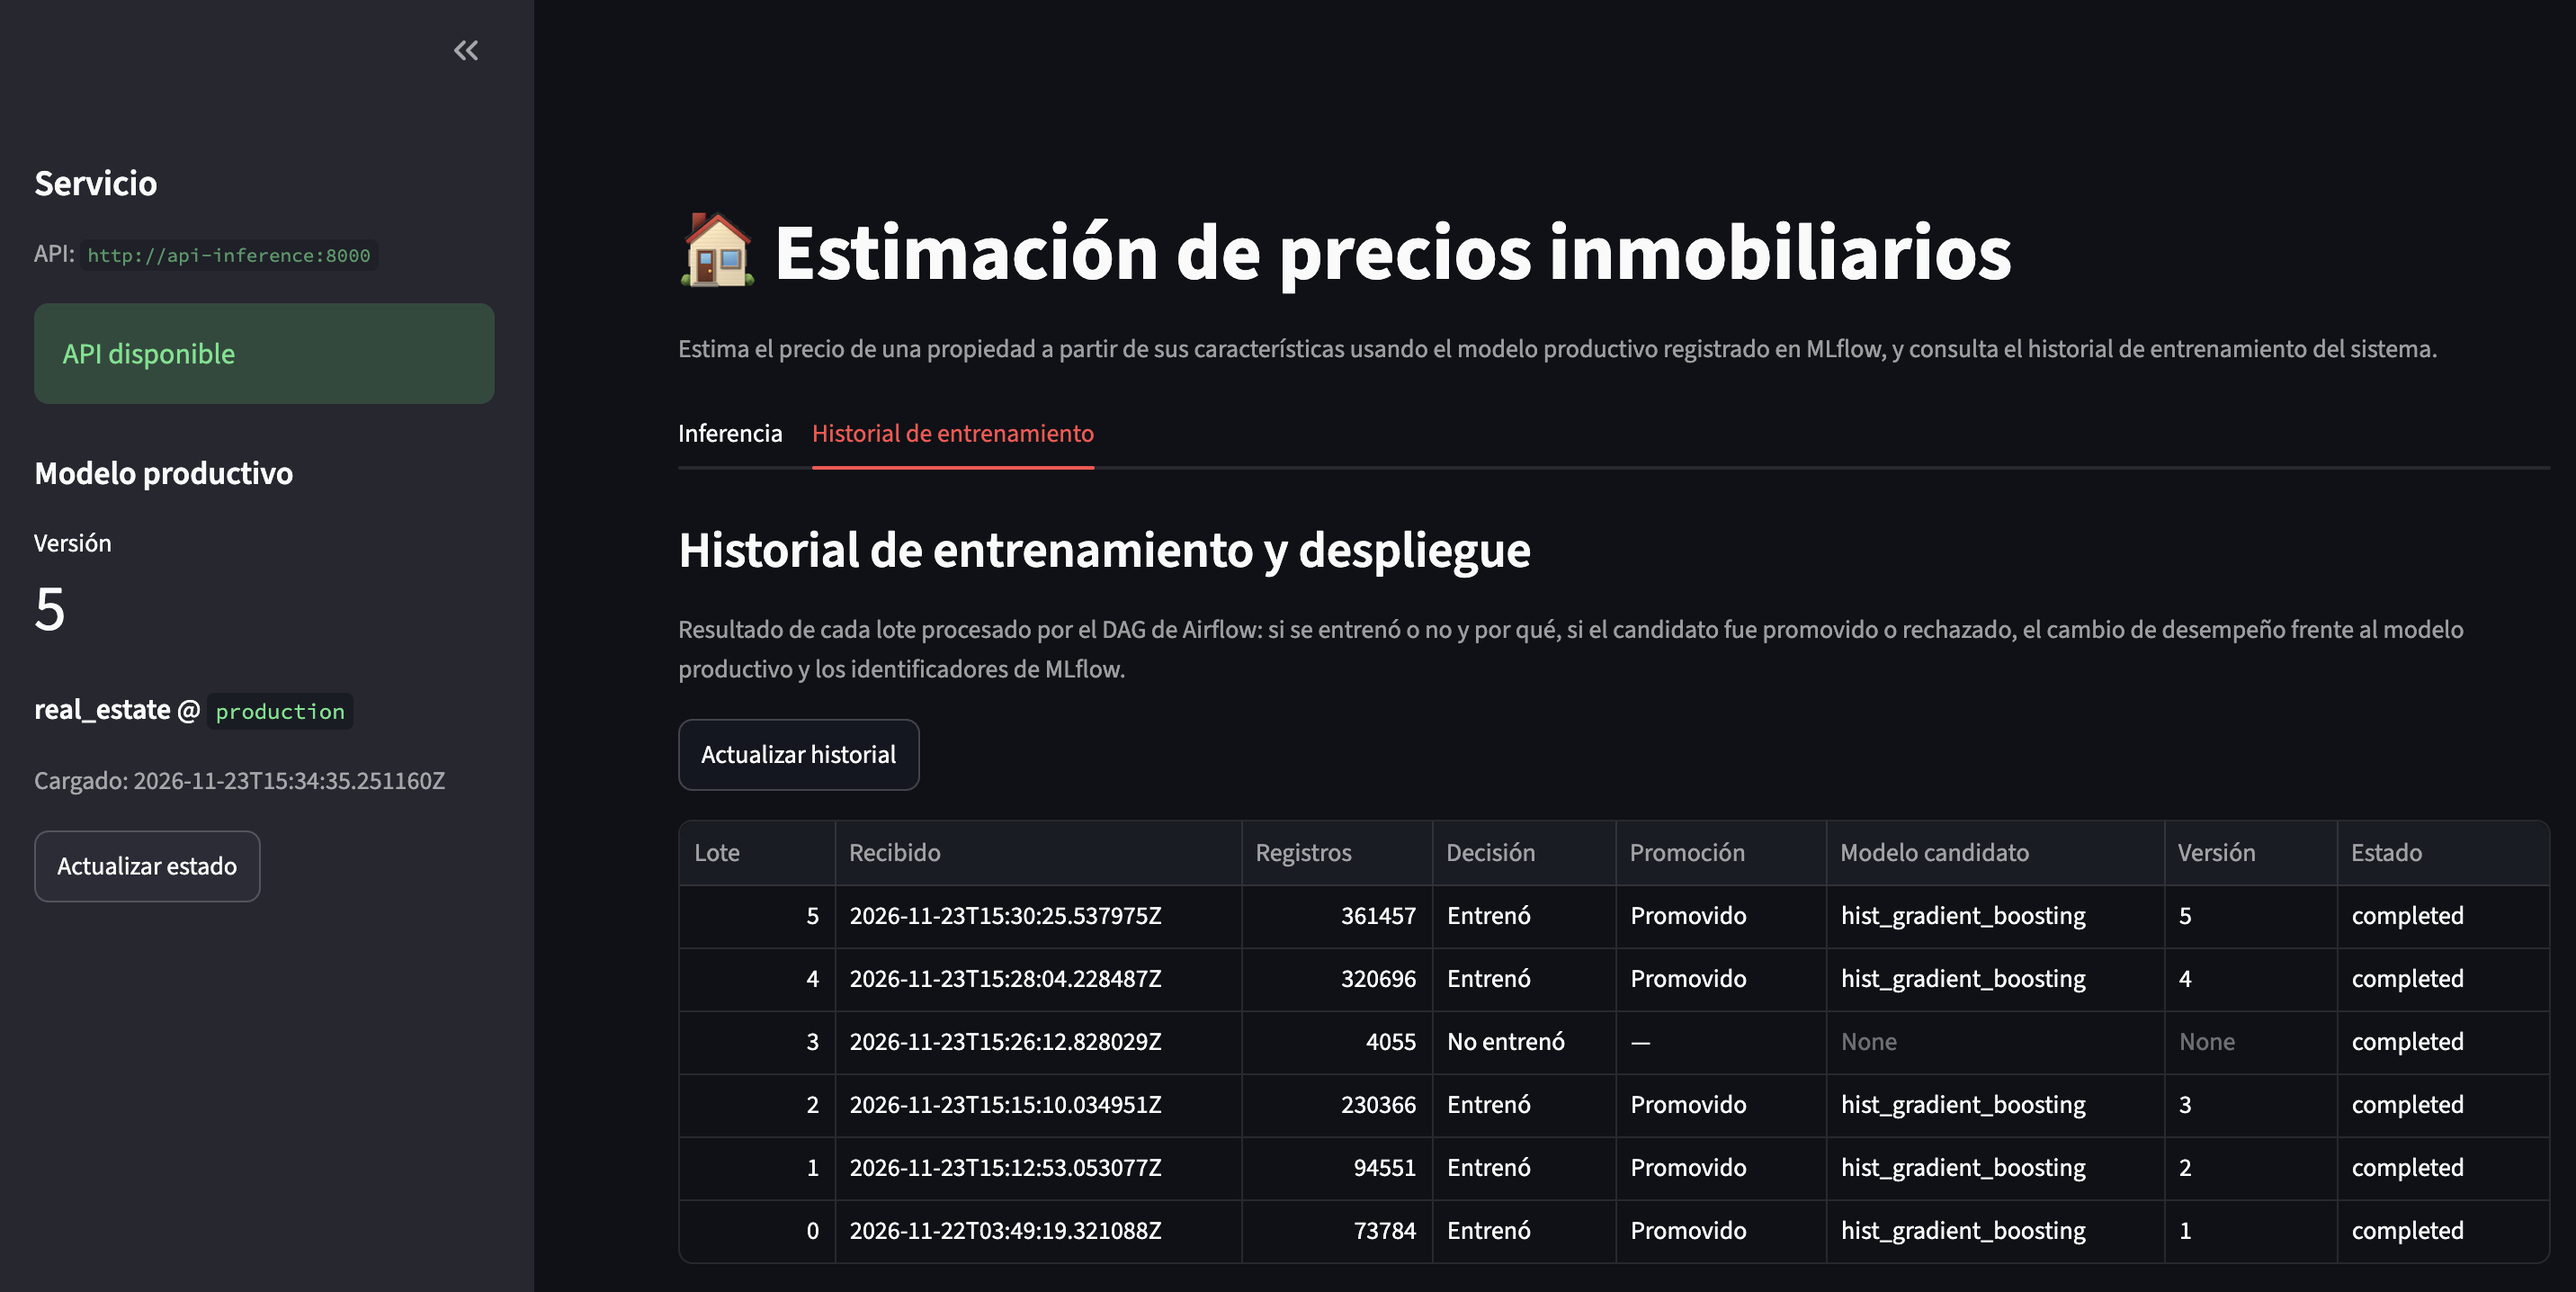 Servicio
API: http://api-inference:8000
API disponible
Modelo productivo
Versión
5
real_estate @ production
Cargado: 2026-11-23T15:34:35.251160Z
Actualizar estado
Estimación de precios inmobiliarios
Estima el precio de una propiedad a partir de sus características usando el modelo productivo registrado en MLflow, y consulta el historial de entrenamiento del sistema.
Inferencia Historial de entrenamiento
Historial de entrenamiento y despliegue
Resultado de cada lote procesado por el DAG de Airflow: si se entrenó o no y por qué, si el candidato fue promovido o rechazado, el cambio de desempeño frente al modelo
productivo y los identificadores de MLflow.
Actualizar historial
Lote Recibido Registros Decisión Promoción Modelo candidato Versión Estado
5 2026-11-23T15:30:25.537975Z 361457 Entrenó Promovido hist_gradient_boosting 5 completed
4 2026-11-23T15:28:04.228487Z 320696 Entrenó Promovido hist_gradient_boosting 4 completed
3 2026-11-23T15:26:12.828029Z 4055 No entrenó — None None completed
2 2026-11-23T15:15:10.034951Z 230366 Entrenó Promovido hist_gradient_boosting 3 completed
1 2026-11-23T15:12:53.053077Z 94551 Entrenó Promovido hist_gradient_boosting 2 completed
0 2026-11-22T03:49:19.321088Z 73784 Entrenó Promovido hist_gradient_boosting 1 completed